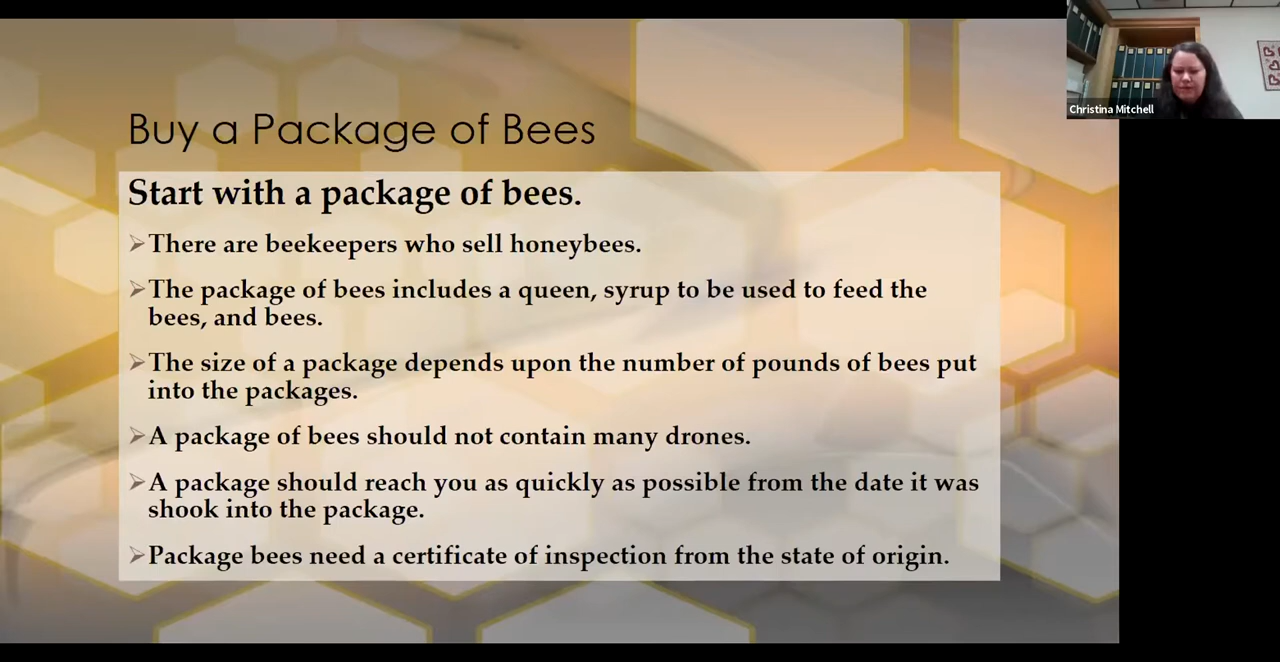 Buy a Package of Bees
Start with a package of bees.
➢There are beekeepers who sell honeybees.
➢The package of bees includes a queen, syrup to be used to feed the
bees, and bees.
➢The size of a package depends upon the number of pounds of bees put
into the packages.
➢A package of bees should not contain many drones.
➢A package should reach you as quickly as possible from the date it was
shook into the package.
➢Package bees need a certificate of inspection from the state of origin.
Christina Mitchell